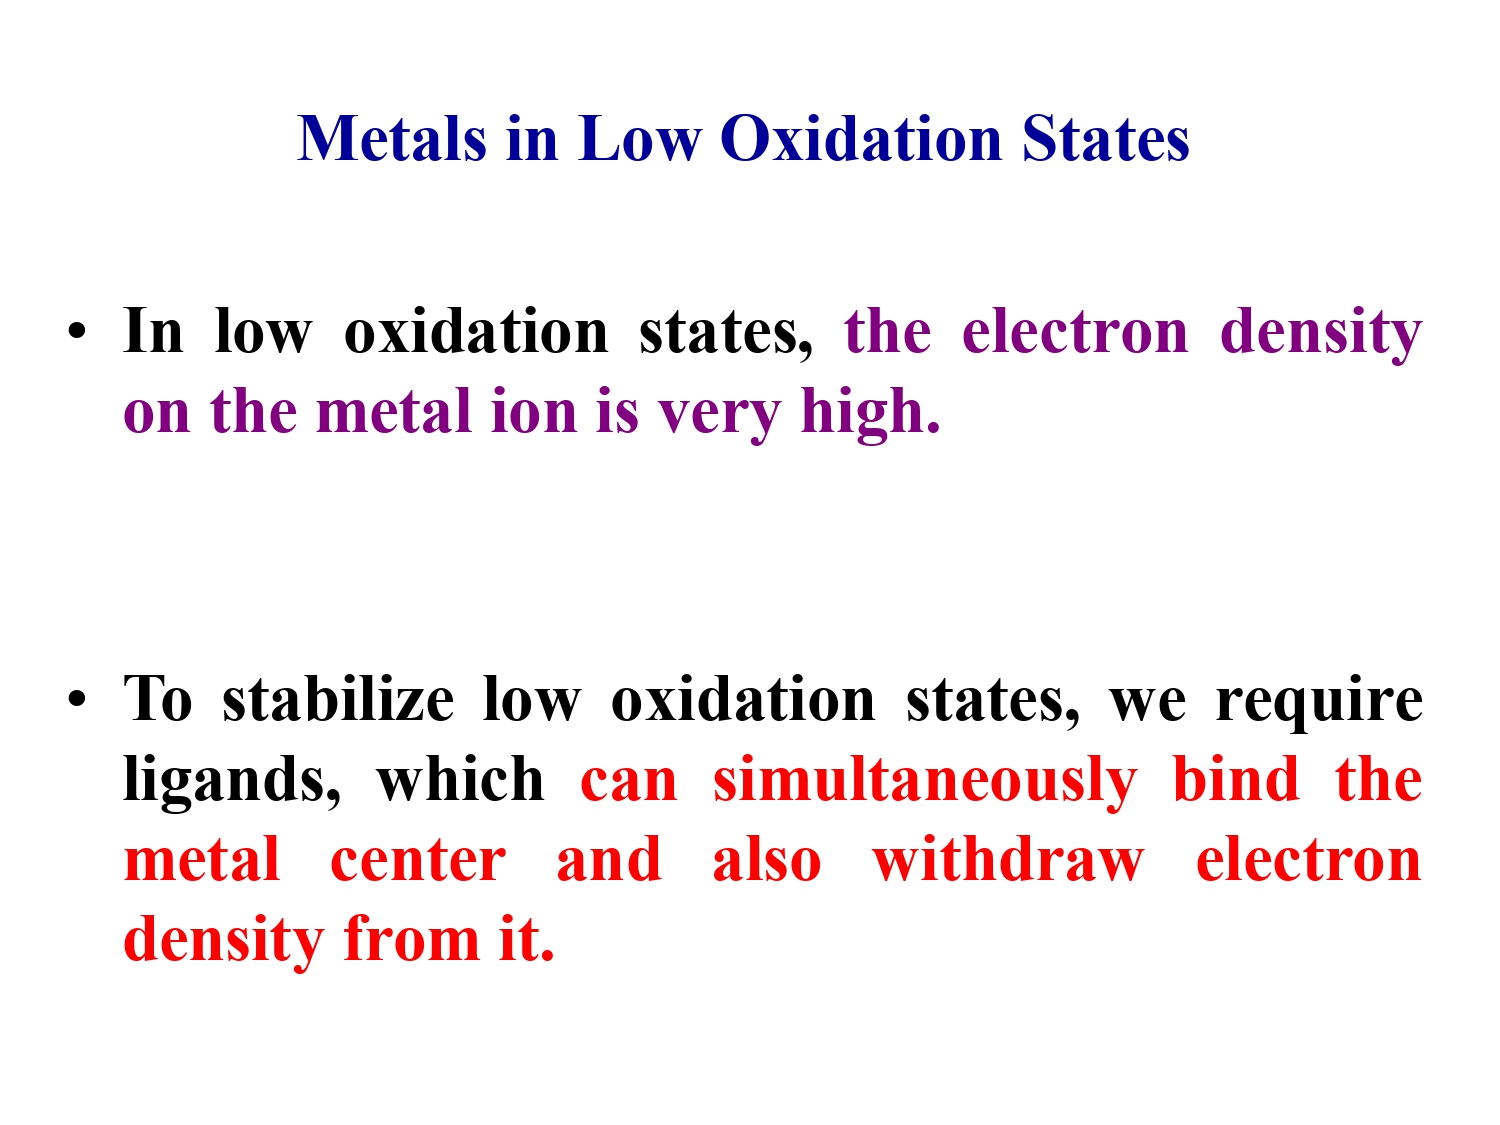 Metals in Low Oxidation States
• In low oxidation states, the electron density
on the metal ion is very high.
• To stabilize low oxidation states, we require
ligands, which can simultaneously bind the
metal center and also withdraw electron
density from it.